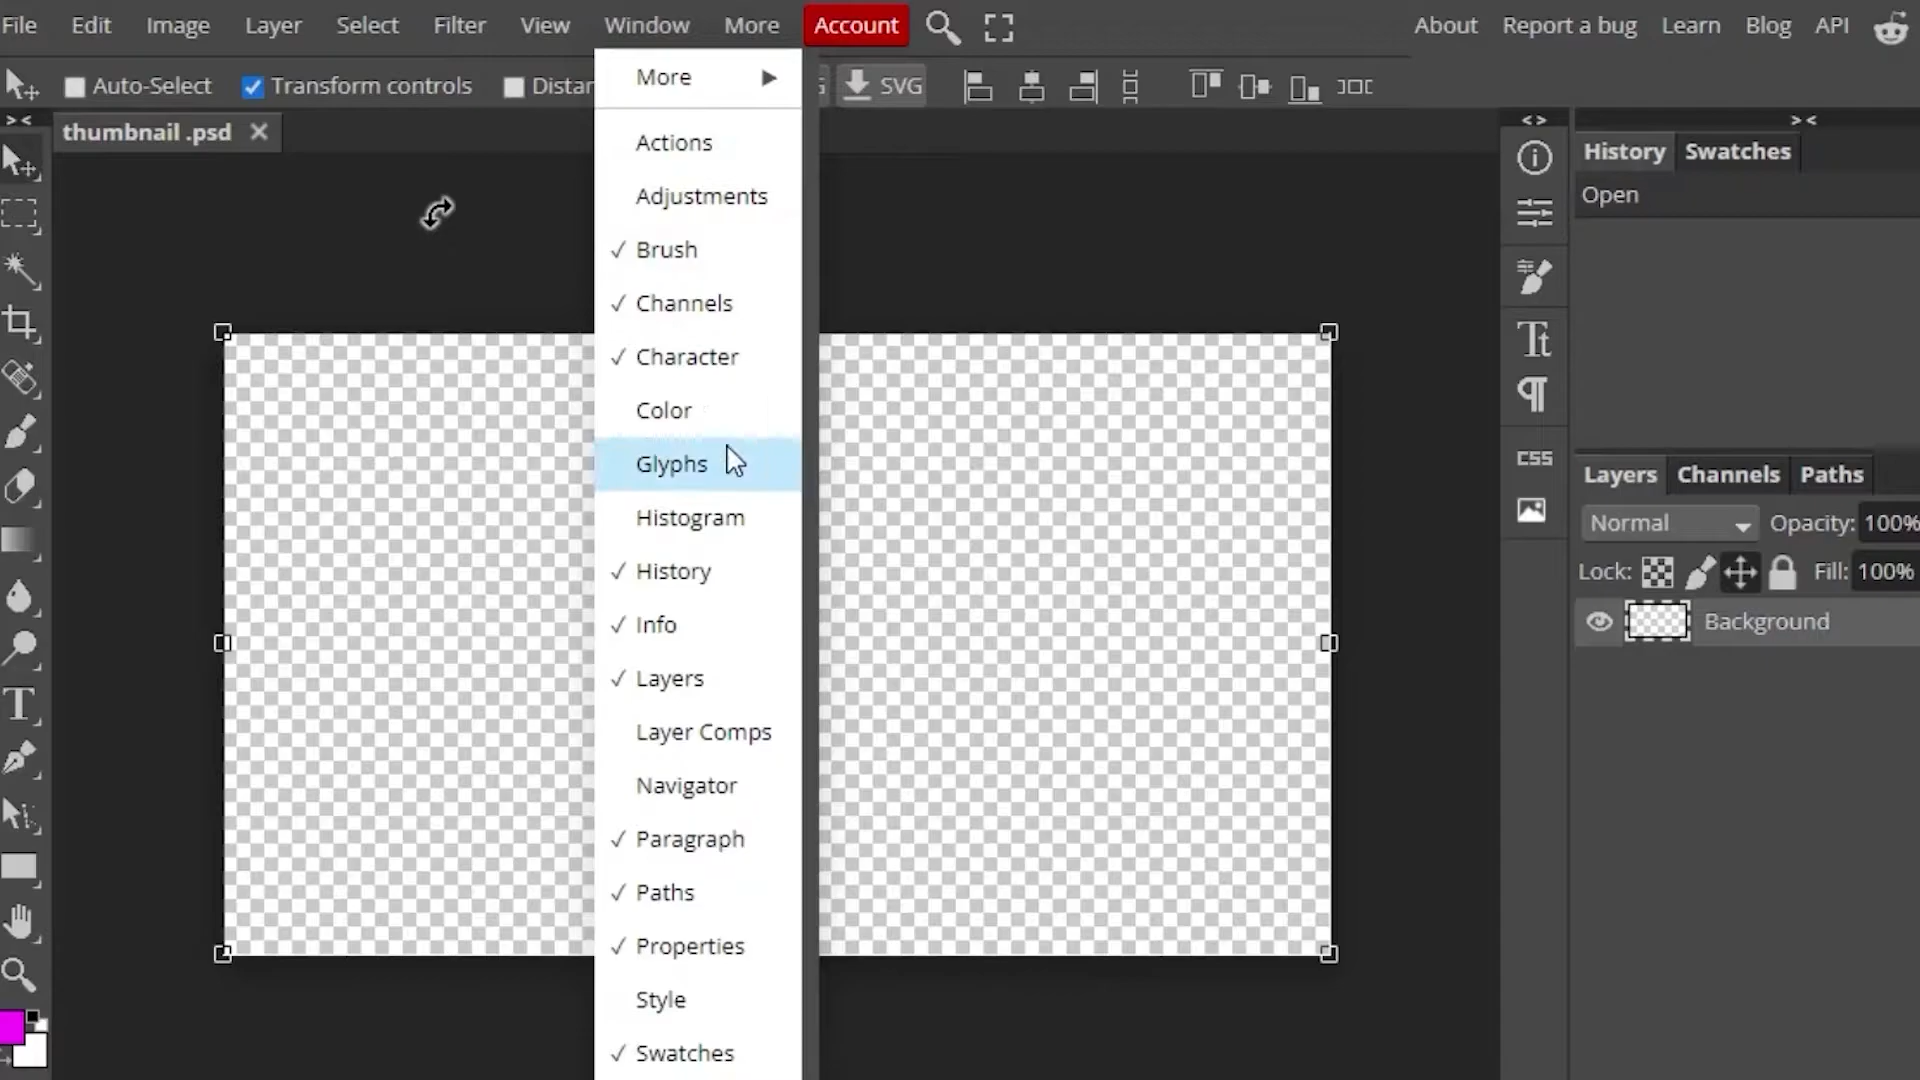 File Edit Image Layer Select Filter View Window More Account About Report a bug Learn Blog API
Auto-Select Transform controls Distan SVG
thumbnail .psd
More
Actions
Adjustments
✓ Brush
✓ Channels
✓ Character
Color
Glyphs
Histogram
✓ History
✓ Info
✓ Layers
Layer Comps
Navigator
✓ Paragraph
✓ Paths
✓ Properties
Style
✓ Swatches
CSS
History Swatches
Open
Layers Channels Paths
Normal Opacity: 100%
Lock: Fill: 100%
Background